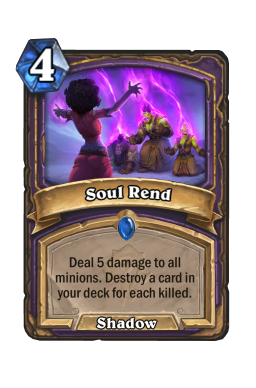 4
Soul Rend
Deal 5 damage to all
minions. Destroy a card in
your deck for each killed.
Shadow